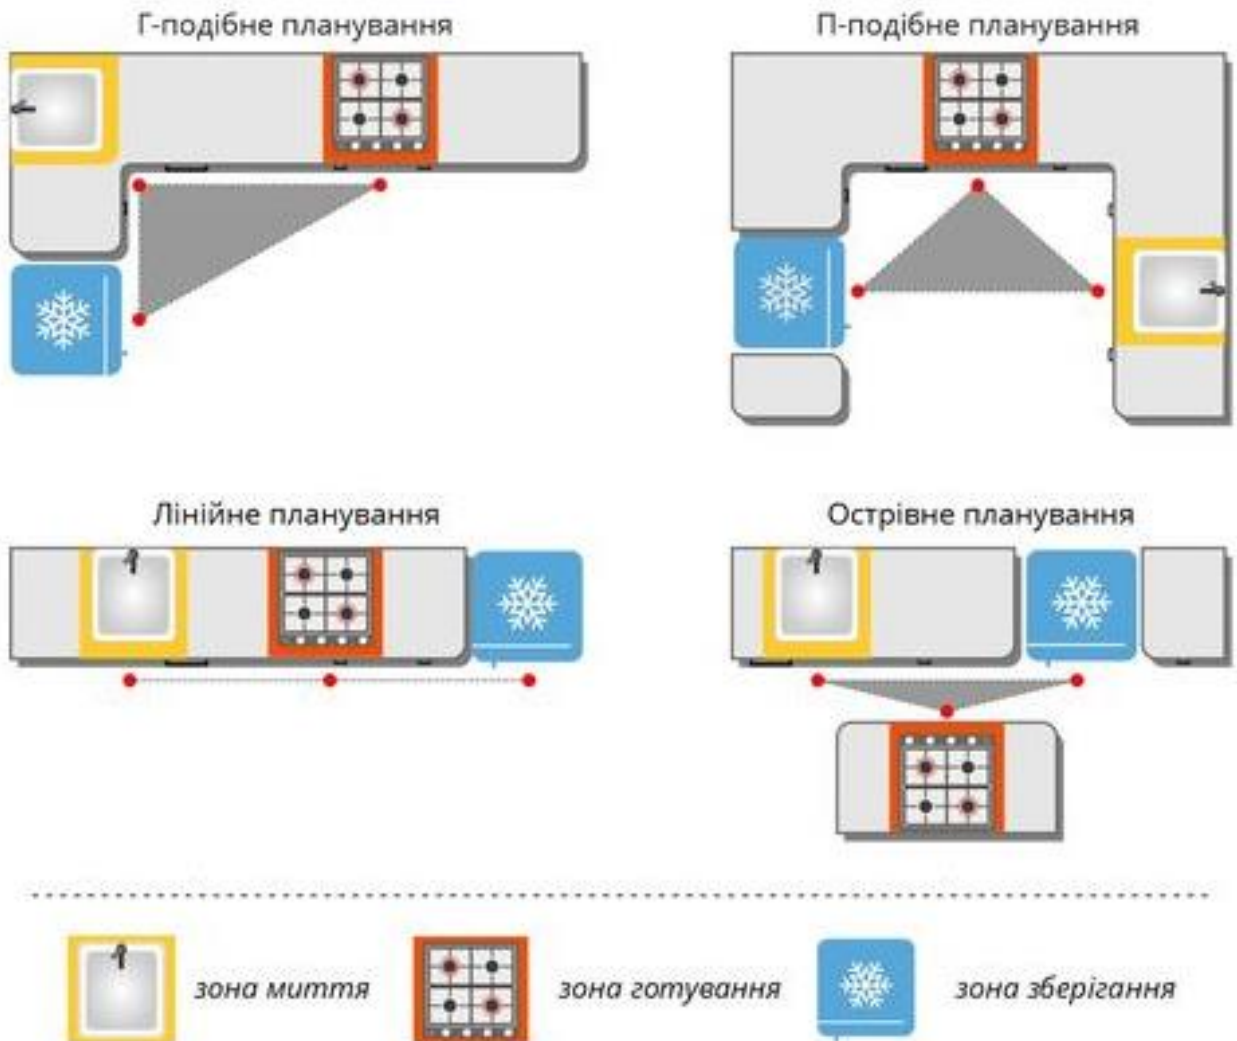 Г-подібне планування
П-подібне планування
Лінійне планування
Острівне планування
зона миття
зона готування
зона зберігання